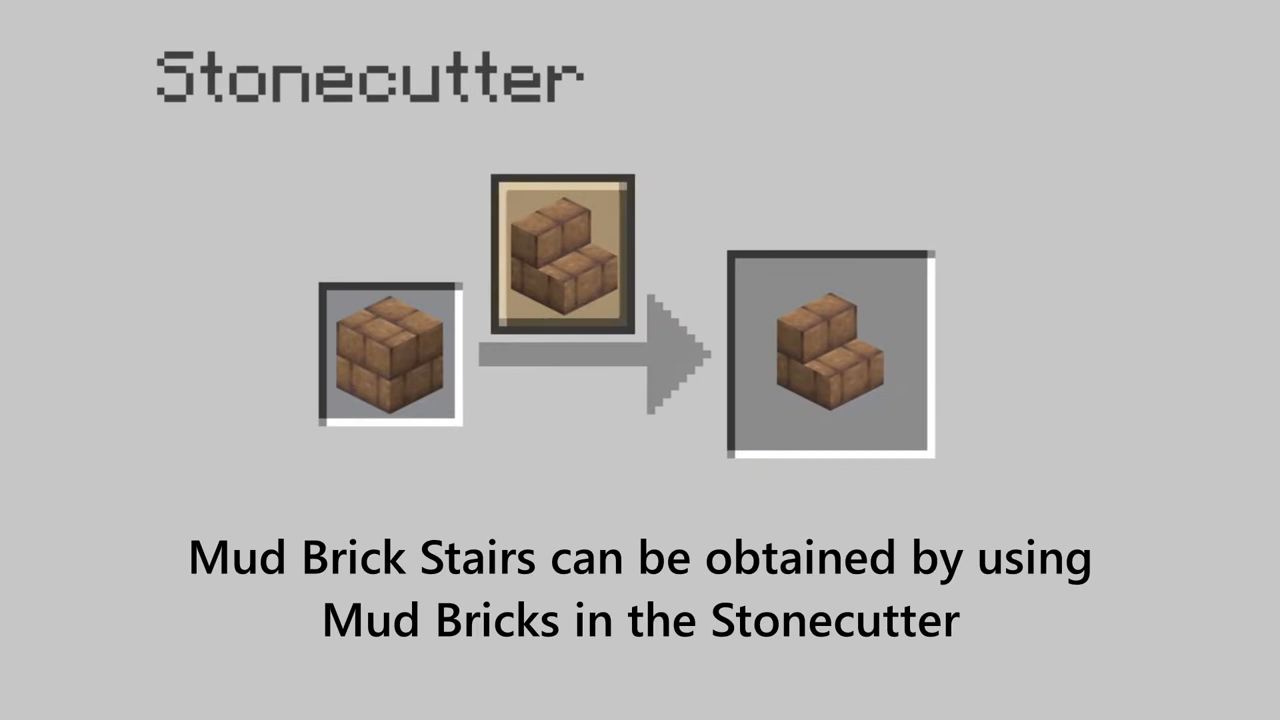 Stonecutter
Mud Brick Stairs can be obtained by using
Mud Bricks in the Stonecutter